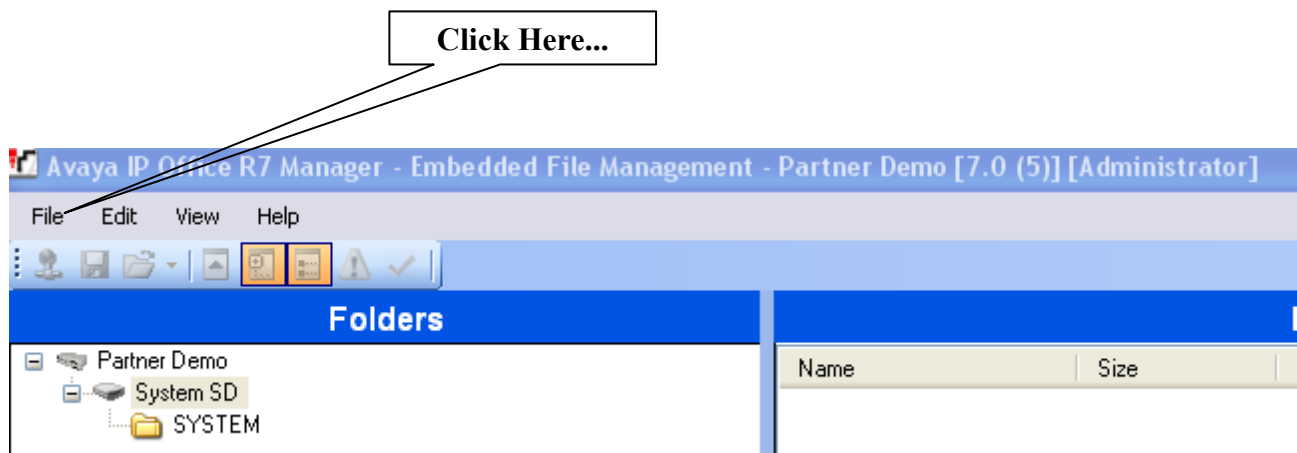 Click Here...
Avaya IP Office R7 Manager - Embedded File Management - Partner Demo [7.0 (5)] [Administrator]
File Edit View Help
Folders
Partner Demo
System SD
SYSTEM
Name Size